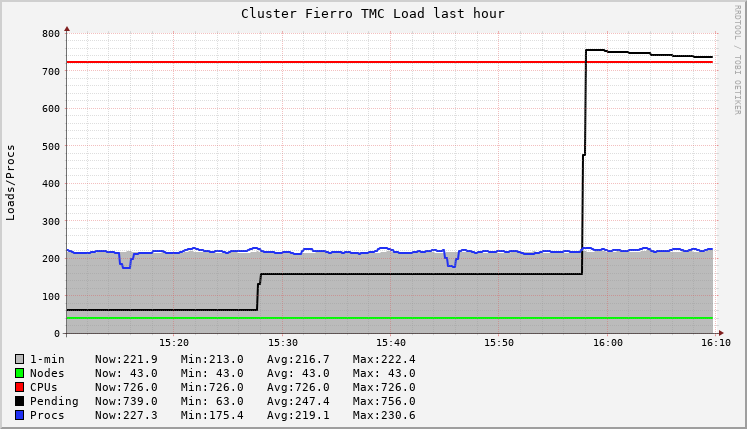 Cluster Fierro TMC Load last hour
RRDTOOL / TOBI OETIKER
Loads/Procs
800
700
600
500
400
300
200
100
0
15:20 15:30 15:40 15:50 16:00 16:10
1-min Now:221.9 Min:213.0 Avg:216.7 Max:222.4
Nodes Now: 43.0 Min: 43.0 Avg: 43.0 Max: 43.0
CPUs Now:726.0 Min:726.0 Avg:726.0 Max:726.0
Pending Now:739.0 Min: 63.0 Avg:247.4 Max:756.0
Procs Now:227.3 Min:175.4 Avg:219.1 Max:230.6